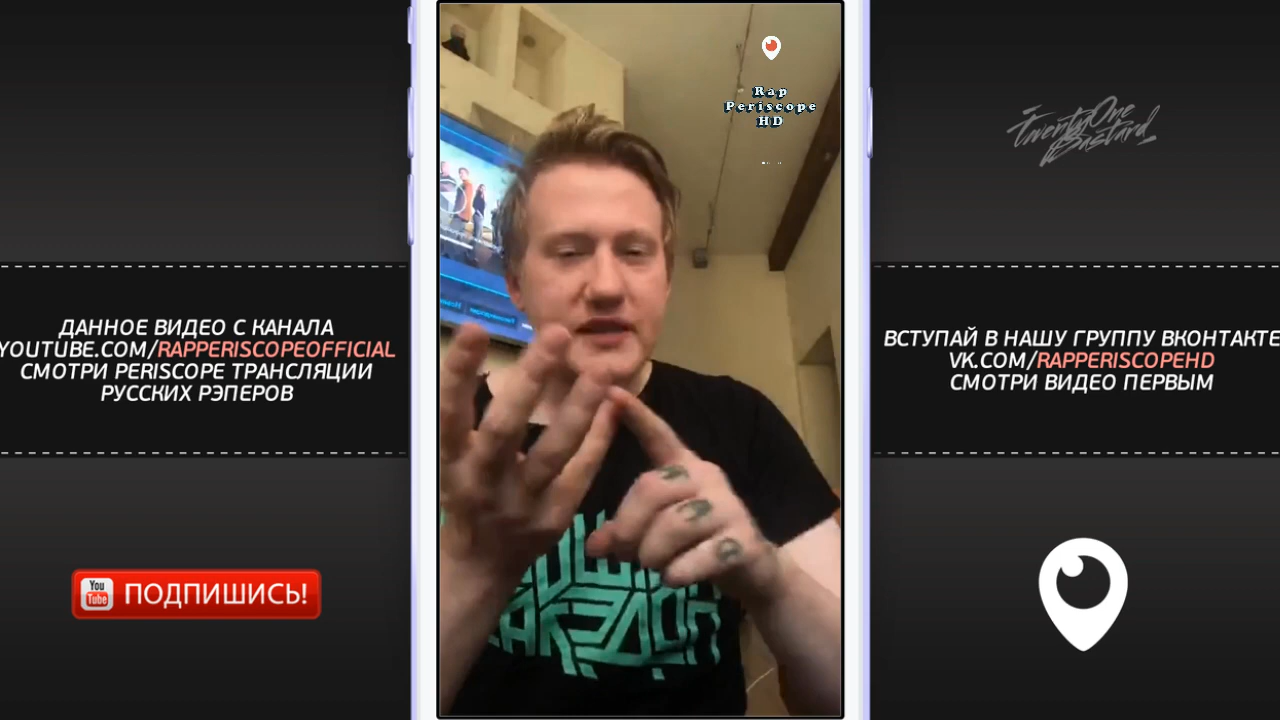 Rap
Periscope
HD
TwentyOne
Bastard
ДАННОЕ ВИДЕО С КАНАЛА
YOUTUBE.COM/RAPPERISCOPEOFFICIAL
СМОТРИ PERISCOPE ТРАНСЛЯЦИИ
РУССКИХ РЭПЕРОВ
ВСТУПАЙ В НАШУ ГРУППУ ВКОНТАКТЕ
VK.COM/RAPPERISCOPEHD
СМОТРИ ВИДЕО ПЕРВЫМ
You
Tube
ПОДПИШИСЬ!